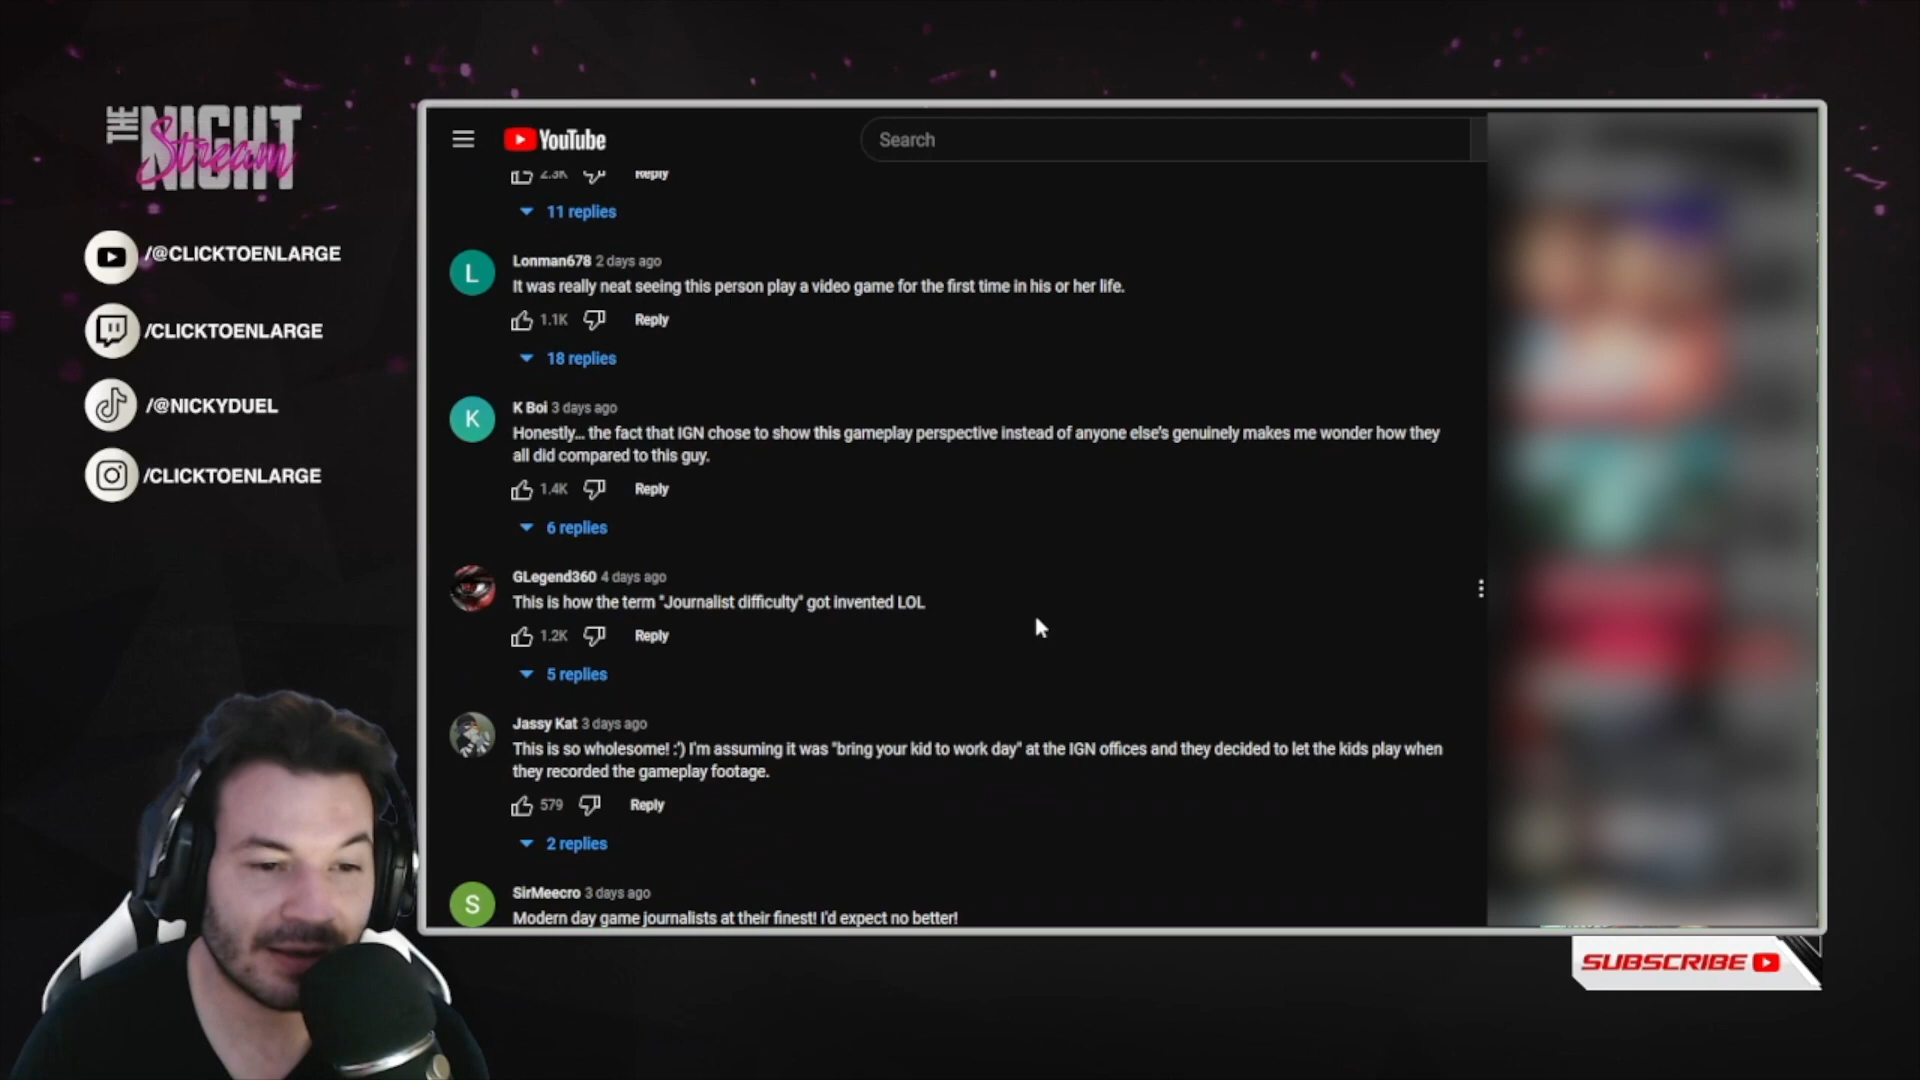 THE
NIGHT
Stream
/@CLICKTOENLARGE
/CLICKTOENLARGE
/@NICKYDUEL
/CLICKTOENLARGE
YouTube
Search
2.3K Reply
11 replies
L
Lonman678 2 days ago
It was really neat seeing this person play a video game for the first time in his or her life.
1.1K Reply
18 replies
K
K Boi 3 days ago
Honestly... the fact that IGN chose to show this gameplay perspective instead of anyone else's genuinely makes me wonder how they
all did compared to this guy.
1.4K Reply
6 replies
GLegend360 4 days ago
This is how the term "Journalist difficulty" got invented LOL
1.2K Reply
5 replies
Jassy Kat 3 days ago
This is so wholesome! :') I'm assuming it was "bring your kid to work day" at the IGN offices and they decided to let the kids play when
they recorded the gameplay footage.
579 Reply
2 replies
S
SirMeecro 3 days ago
Modern day game journalists at their finest! I'd expect no better!
SUBSCRIBE